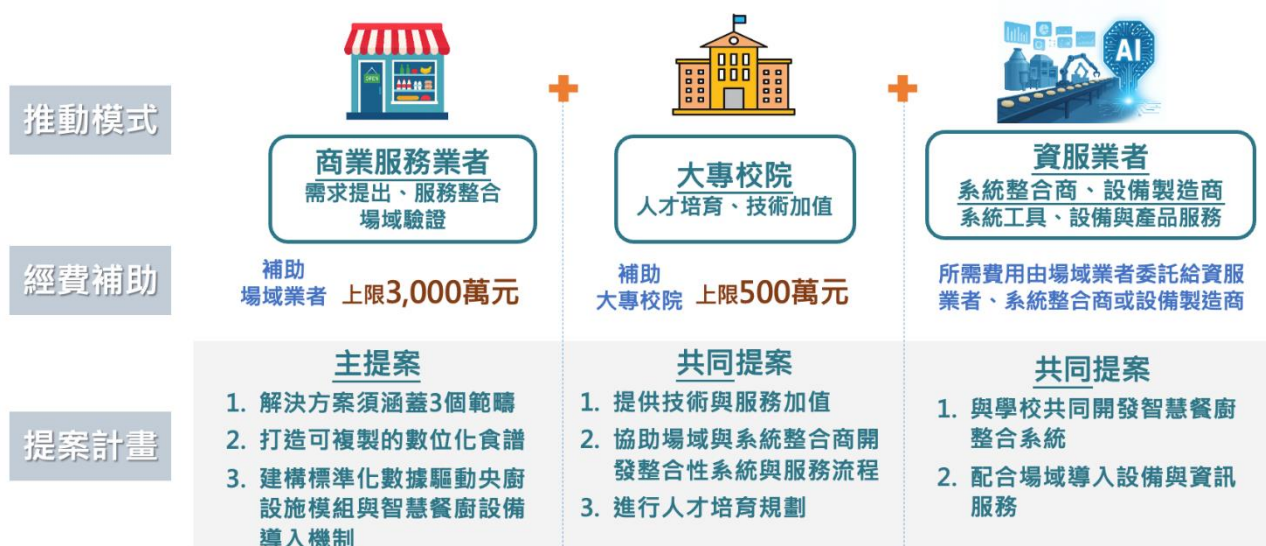 推動模式
OPEN
AI
商業服務業者
需求提出、服務整合
場域驗證
大專校院
人才培育、技術加值
資服業者
系統整合商、設備製造商
系統工具、設備與產品服務
經費補助
補助
場域業者 上限3,000萬元
補助
大專校院 上限500萬元
所需費用由場域業者委託給資服
業者、系統整合商或設備製造商
提案計畫
主提案
1. 解決方案須涵蓋3個範疇
2. 打造可複製的數位化食譜
3. 建構標準化數據驅動央廚
設施模組與智慧餐廚設備
導入機制
共同提案
1. 提供技術與服務加值
2. 協助場域與系統整合商開
發整合性系統與服務流程
3. 進行人才培育規劃
共同提案
1. 與學校共同開發智慧餐廚
整合系統
2. 配合場域導入設備與資訊
服務